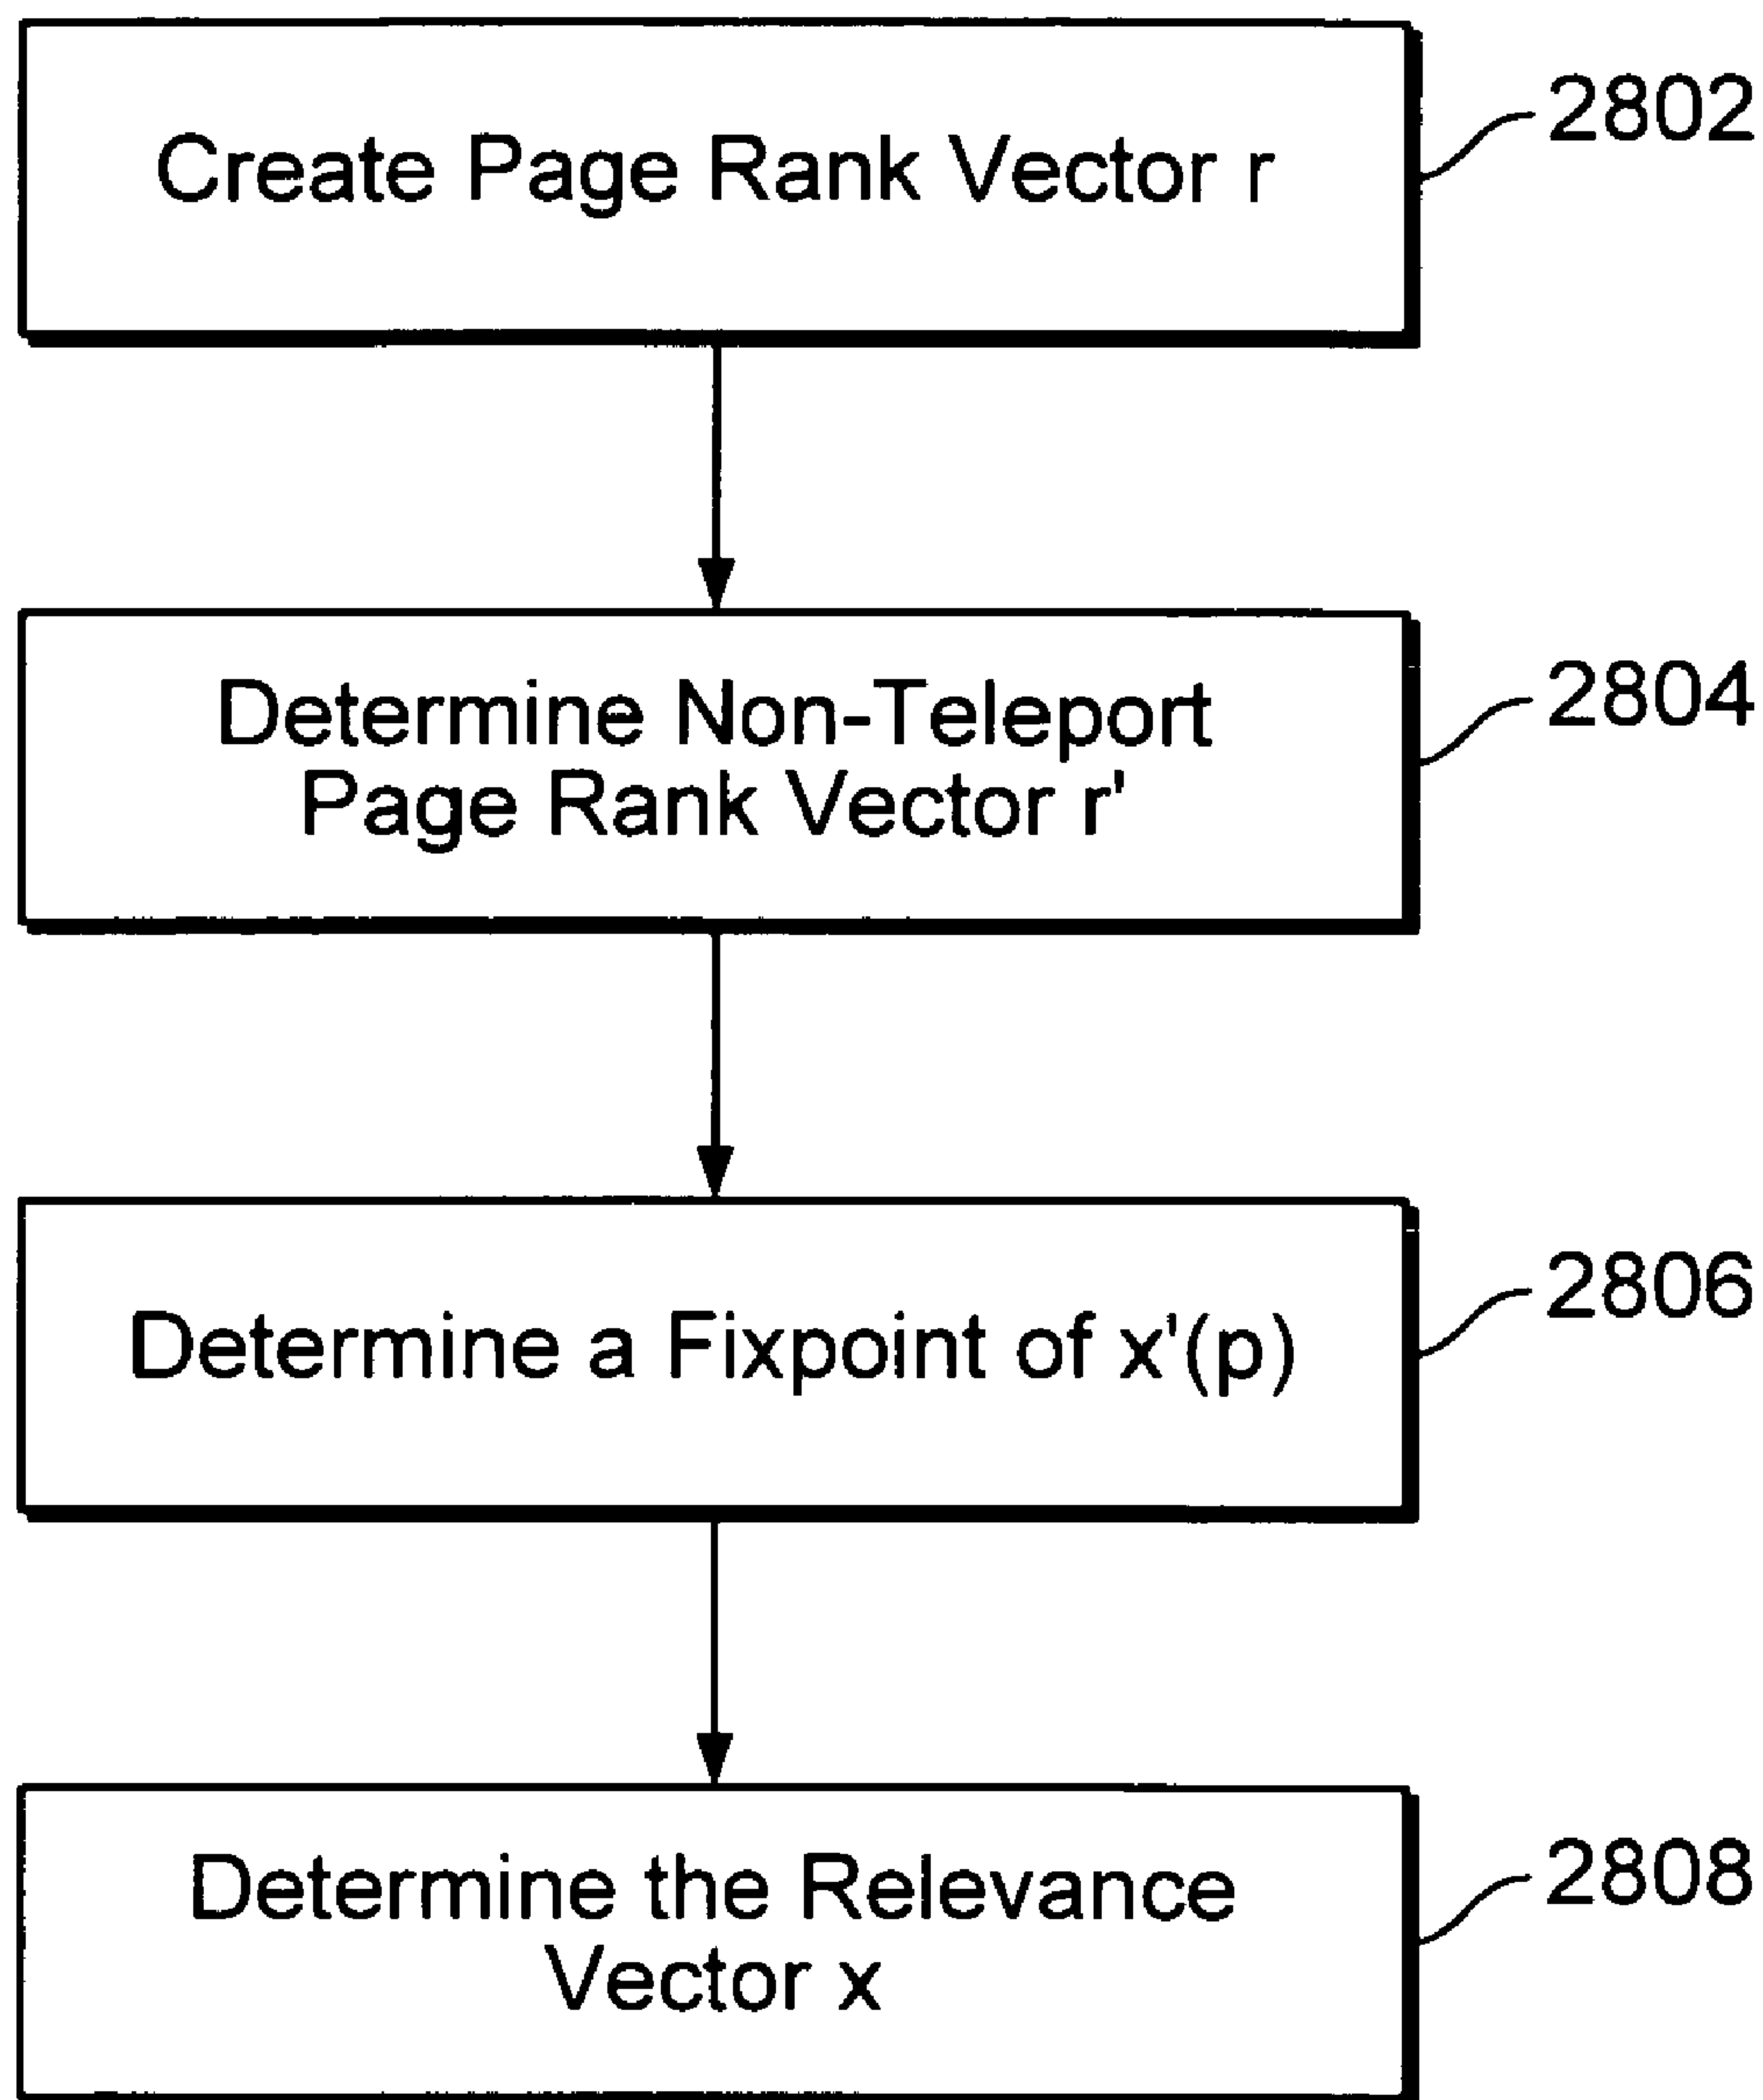 Create Page Rank Vector r
2802
Determine Non-Teleport
Page Rank Vector r'
2804
Determine a Fixpoint of x'(p)
2806
Determine the Relevance
Vector x
2808